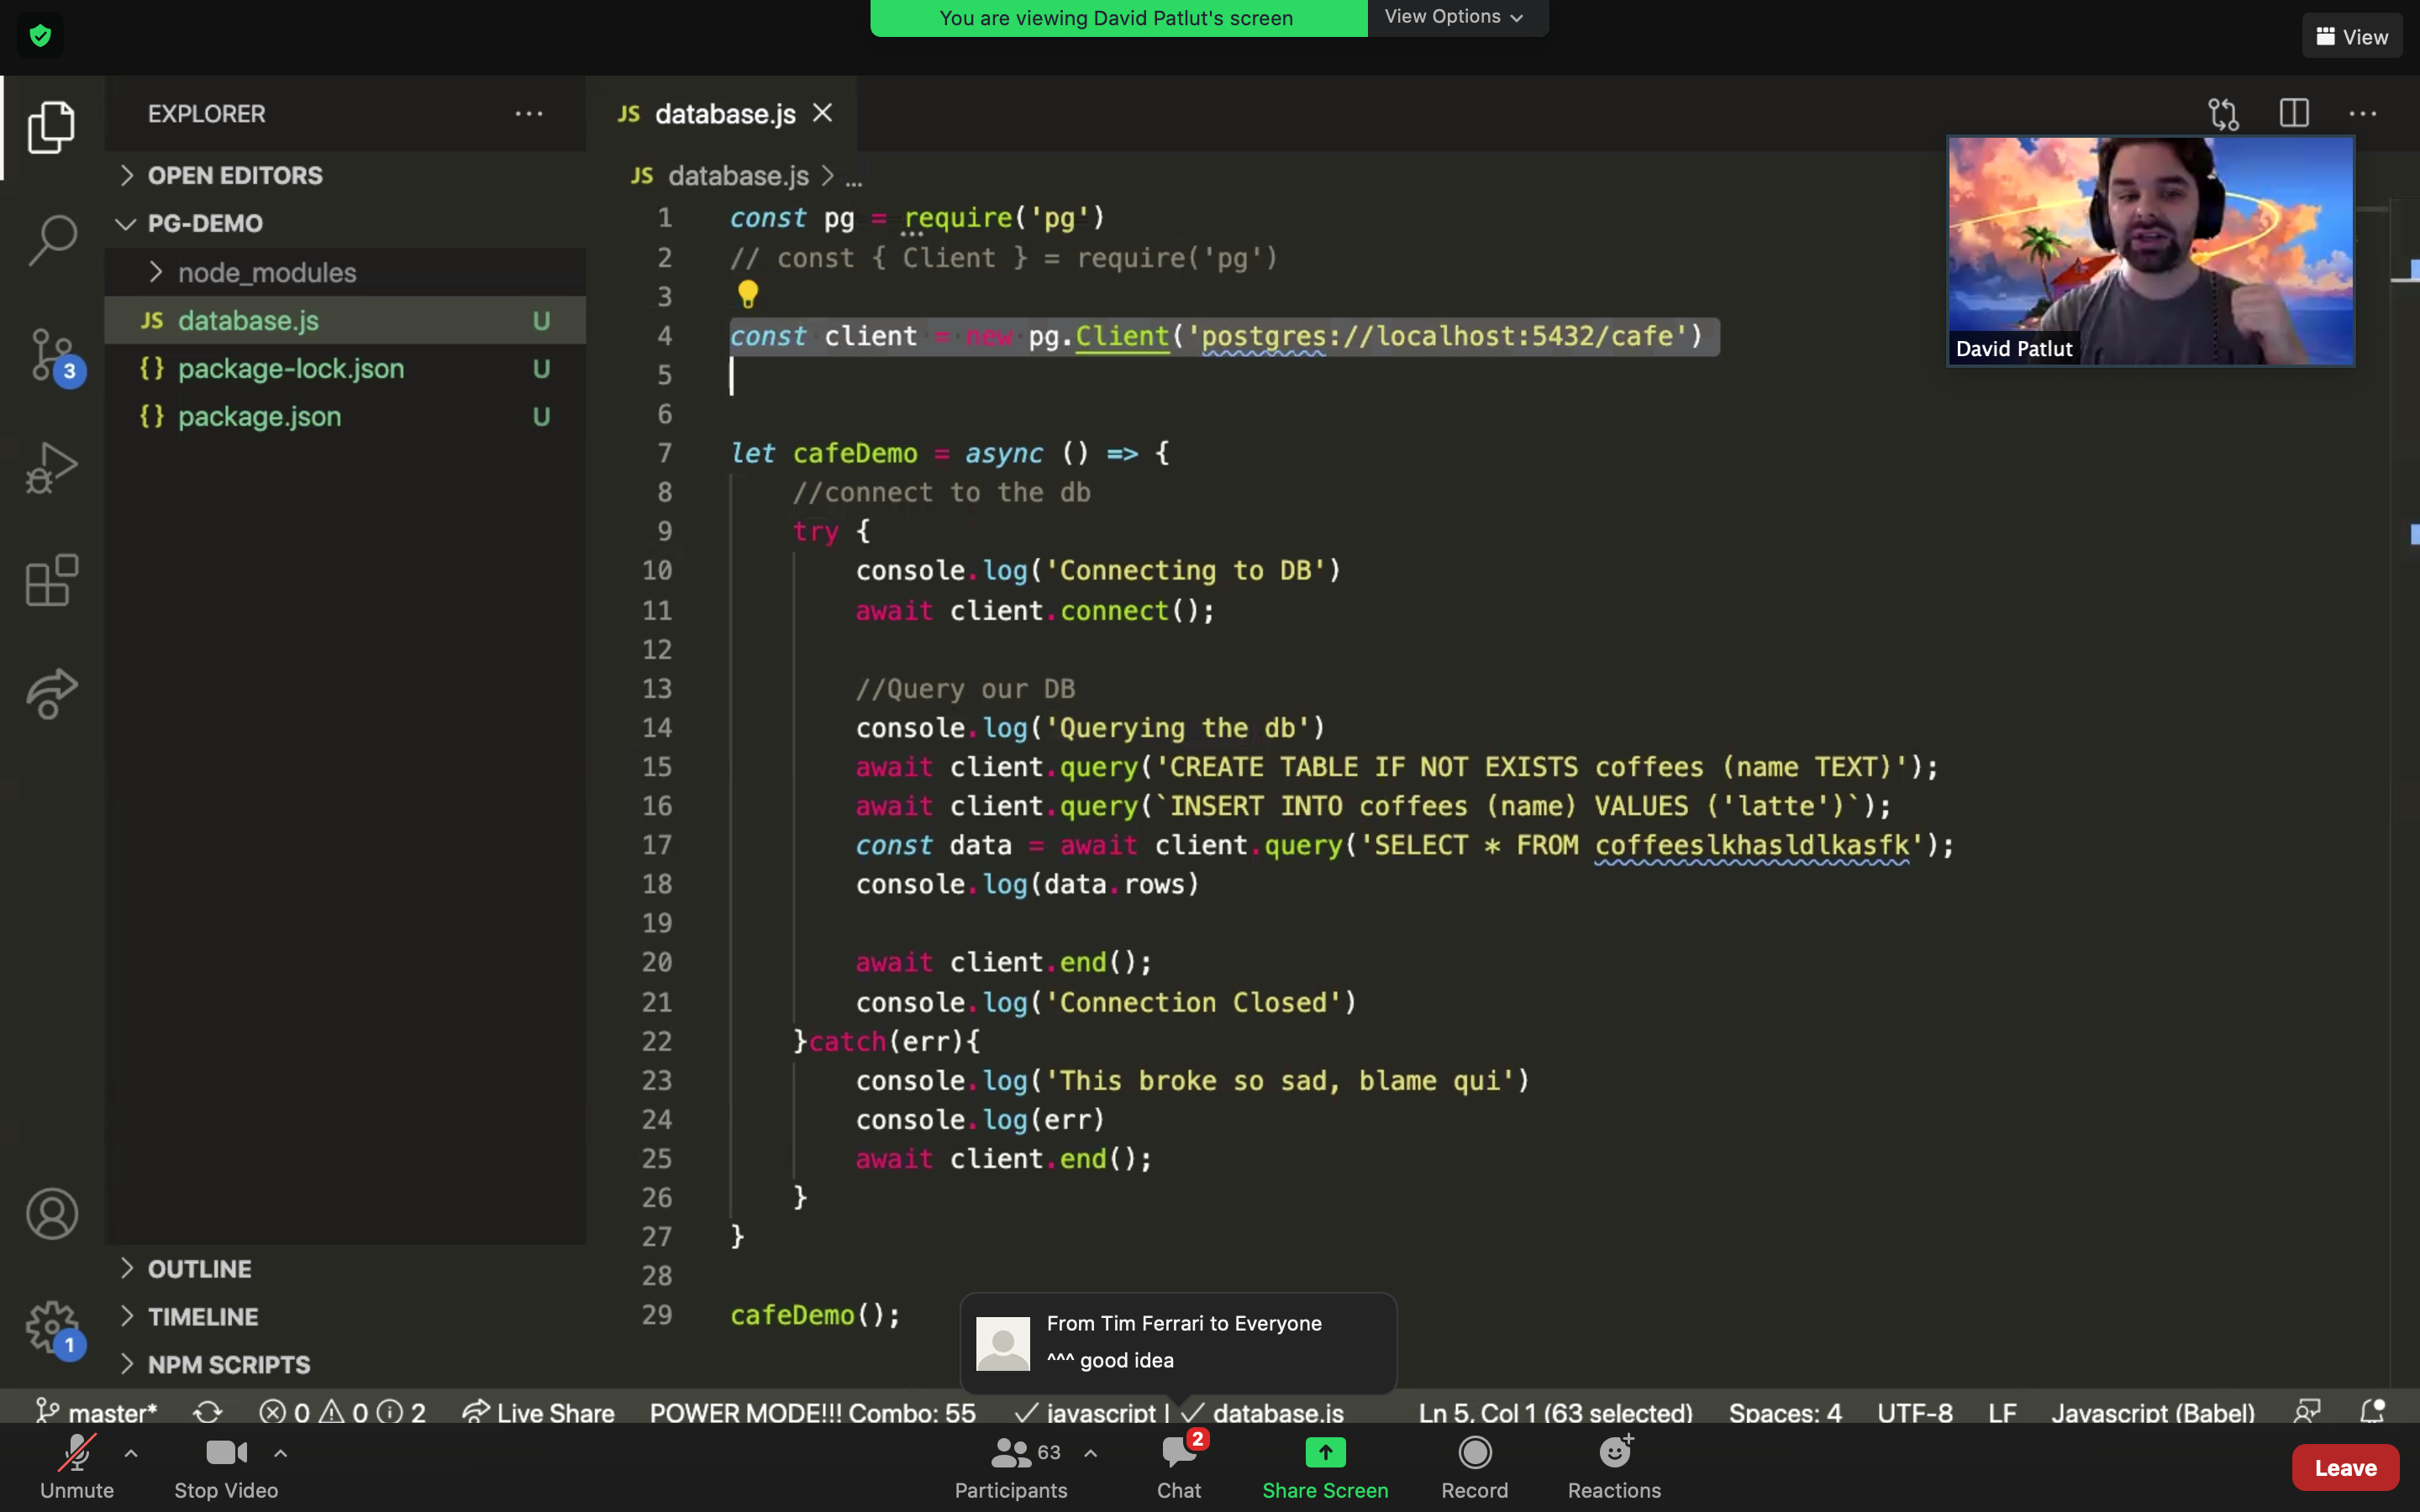 You are viewing David Patlut's screen
View Options
View
EXPLORER
OPEN EDITORS
PG-DEMO
node_modules
JS database.js U
{} package-lock.json U
{} package.json U
OUTLINE
TIMELINE
NPM SCRIPTS
JS database.js
JS database.js > ...
1 const pg = require('pg')
2 // const { Client } = require('pg')
3
4 const client = new pg.Client('postgres://localhost:5432/cafe')
5
6
7 let cafeDemo = async () => {
8 //connect to the db
9 try {
10 console.log('Connecting to DB')
11 await client.connect();
12
13 //Query our DB
14 console.log('Querying the db')
15 await client.query('CREATE TABLE IF NOT EXISTS coffees (name TEXT)');
16 await client.query(`INSERT INTO coffees (name) VALUES ('latte')`);
17 const data = await client.query('SELECT * FROM coffeeslkhasldlkasfk');
18 console.log(data.rows)
19
20 await client.end();
21 console.log('Connection Closed')
22 }catch(err){
23 console.log('This broke so sad, blame qui')
24 console.log(err)
25 await client.end();
26 }
27 }
28
29 cafeDemo();
David Patlut
3
1
From Tim Ferrari to Everyone
^^^ good idea
master* 0 0 2 Live Share POWER MODE!!! Combo: 55 ✓ javascript | ✓ database.js Ln 5, Col 1 (63 selected) Spaces: 4 UTF-8 LF Javascript (Babel)
63
2
Unmute
Stop Video
Participants
Chat
Share Screen
Record
Reactions
Leave